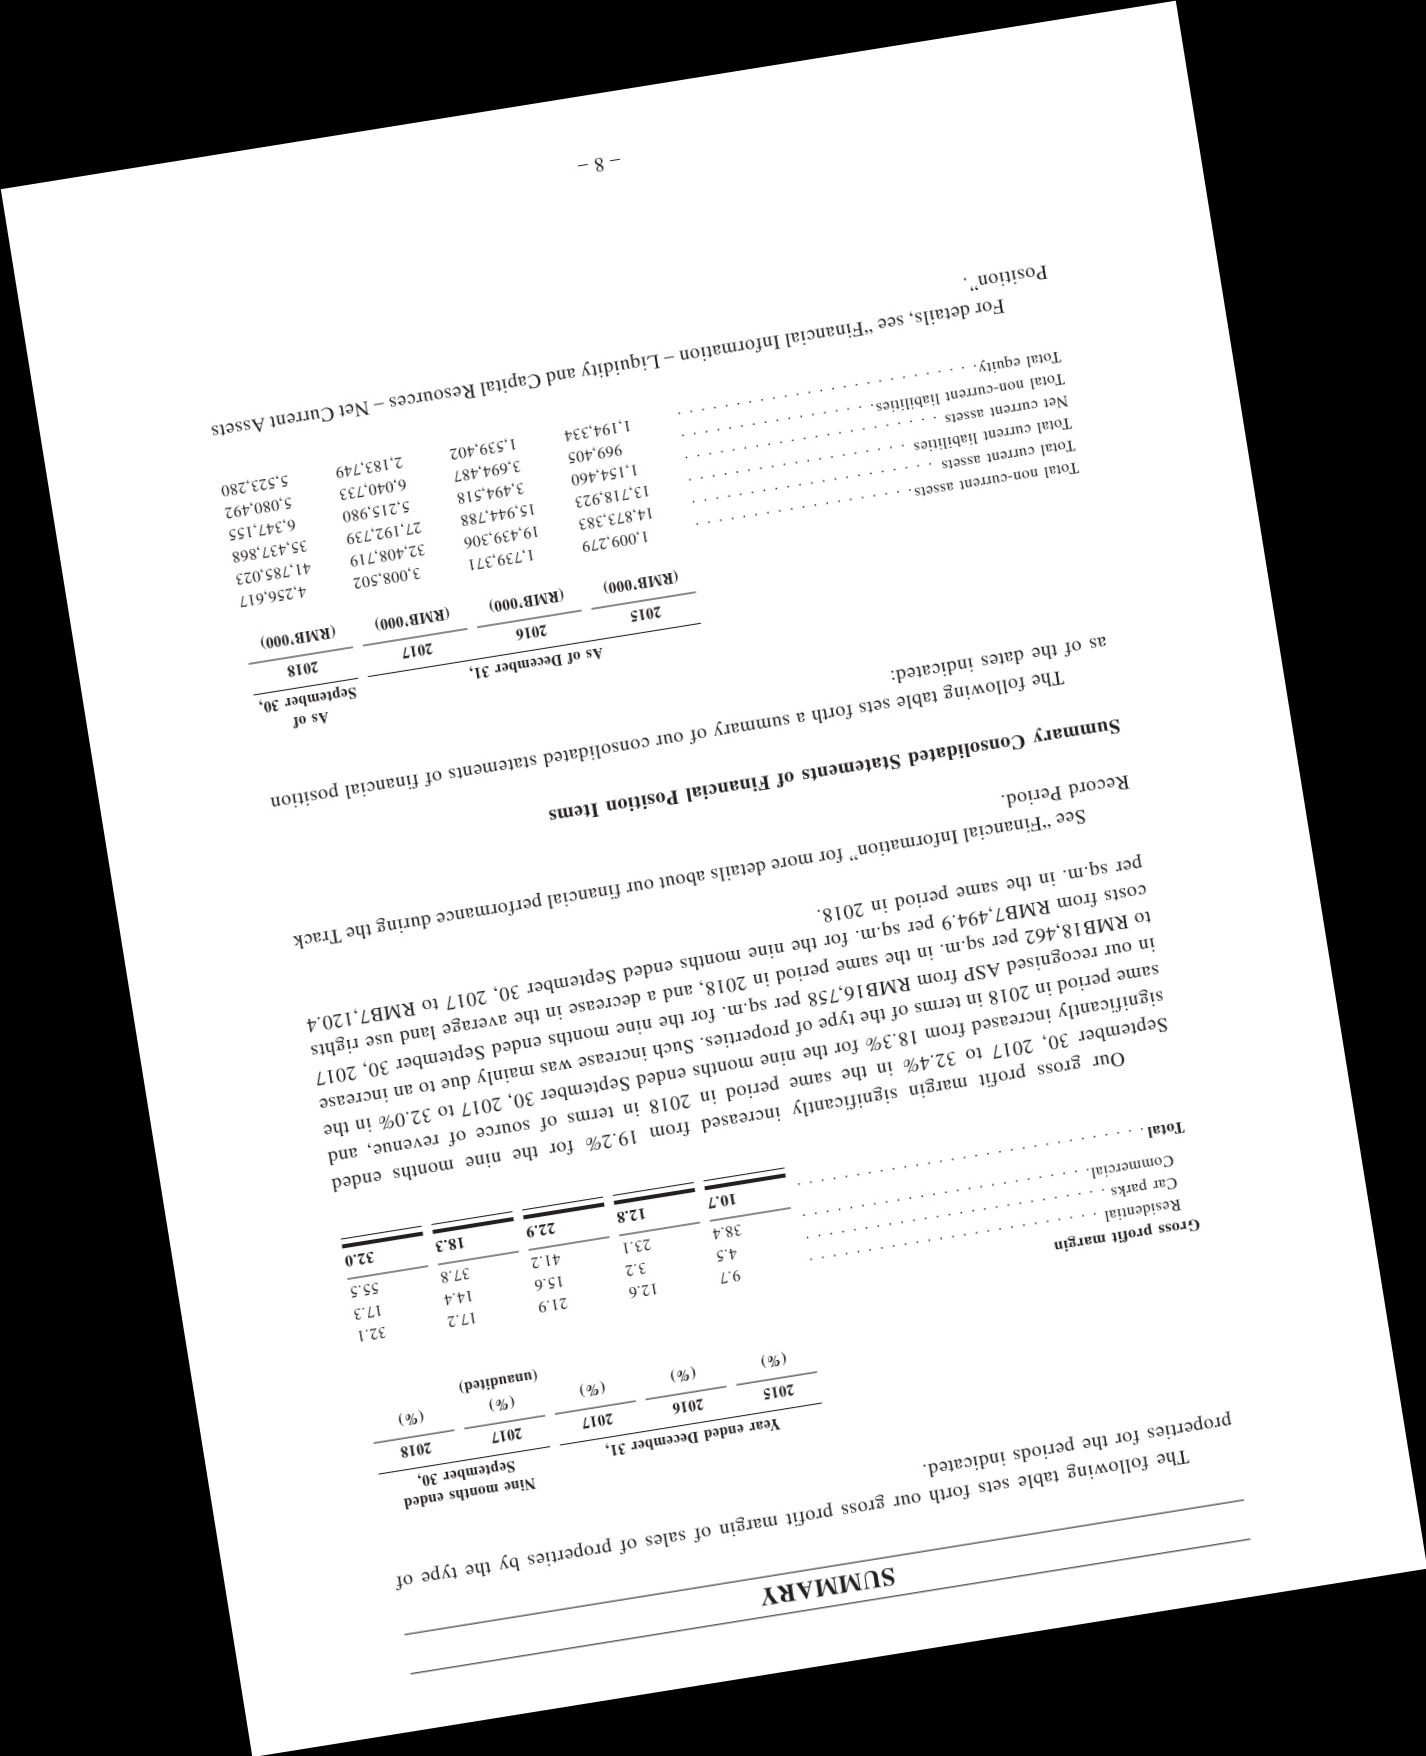 SUMMARY
The following table sets forth our gross profit margin of sales of properties by the type of
properties for the periods indicated.
Nine months ended
Year ended December 31, September 30,
2015 2016 2017 2017 2018
(%) (%) (%) (%) (%)
(unaudited)
Gross profit margin
Residential 9.7 12.6 21.9 17.2 32.1
Car parks 4.5 3.2 15.6 14.4 17.3
Commercial 38.4 23.1 41.2 37.8 55.5
Total 10.7 12.8 22.9 18.3 32.0
Our gross profit margin significantly increased from 19.2% for the nine months ended
September 30, 2017 to 32.4% in the same period in 2018 in terms of source of revenue, and
significantly increased from 18.3% for the nine months ended September 30, 2017 to 32.0% in the
same period in 2018 in terms of the type of properties. Such increase was mainly due to an increase
in our recognised ASP from RMB16,758 per sq.m. for the nine months ended September 30, 2017
to RMB18,462 per sq.m. in the same period in 2018, and a decrease in the average land use rights
costs from RMB7,494.9 per sq.m. for the nine months ended September 30, 2017 to RMB7,120.4
per sq.m. in the same period in 2018.
See “Financial Information” for more details about our financial performance during the Track
Record Period.
Summary Consolidated Statements of Financial Position Items
The following table sets forth a summary of our consolidated statements of financial position
as of the dates indicated:
As of
As of December 31, September 30,
2015 2016 2017 2018
(RMB’000) (RMB’000) (RMB’000) (RMB’000)
Total non-current assets 1,009,279 1,739,371 3,008,502 4,256,617
Total current assets 14,873,383 19,439,306 32,408,719 41,785,023
Total current liabilities 13,718,923 15,944,788 27,192,739 35,437,868
Net current assets 1,154,460 3,494,518 5,215,980 6,347,155
Total non-current liabilities 969,405 3,694,487 6,040,733 5,080,492
Total equity 1,194,334 1,539,402 2,183,749 5,523,280
For details, see “Financial Information – Liquidity and Capital Resources – Net Current Assets
Position”.
– 8 –